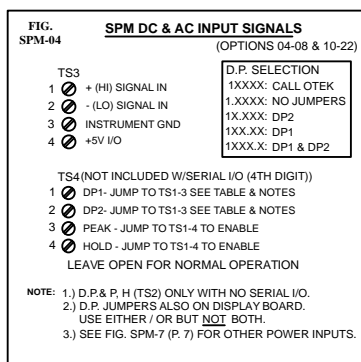 FIG.
SPM-04
SPM DC & AC INPUT SIGNALS
(OPTIONS 04-08 & 10-22)
TS3
1 + (HI) SIGNAL IN
2 - (LO) SIGNAL IN
3 INSTRUMENT GND
4 +5V I/O
D.P. SELECTION
1XXXX: CALL OTEK
1.XXXX: NO JUMPERS
1X.XXX: DP2
1XX.XX: DP1
1XXX.X: DP1 & DP2
TS4 (NOT INCLUDED W/SERIAL I/O (4TH DIGIT))
1 DP1- JUMP TO TS1-3 SEE TABLE & NOTES
2 DP2- JUMP TO TS1-3 SEE TABLE & NOTES
3 PEAK - JUMP TO TS1-4 TO ENABLE
4 HOLD - JUMP TO TS1-4 TO ENABLE
LEAVE OPEN FOR NORMAL OPERATION
NOTE: 1.) D.P.& P, H (TS2) ONLY WITH NO SERIAL I/O.
2.) D.P. JUMPERS ALSO ON DISPLAY BOARD.
USE EITHER / OR BUT NOT BOTH.
3.) SEE FIG. SPM-7 (P. 7) FOR OTHER POWER INPUTS.